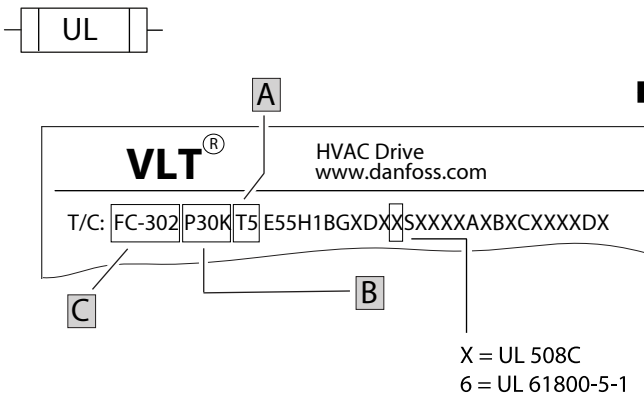 UL
A
VLT®
HVAC Drive
www.danfoss.com
T/C: FC-302 P30K T5 E55H1BGXDXXSXXXXAXBXCXXXXDX
C
B
X = UL 508C
6 = UL 61800-5-1